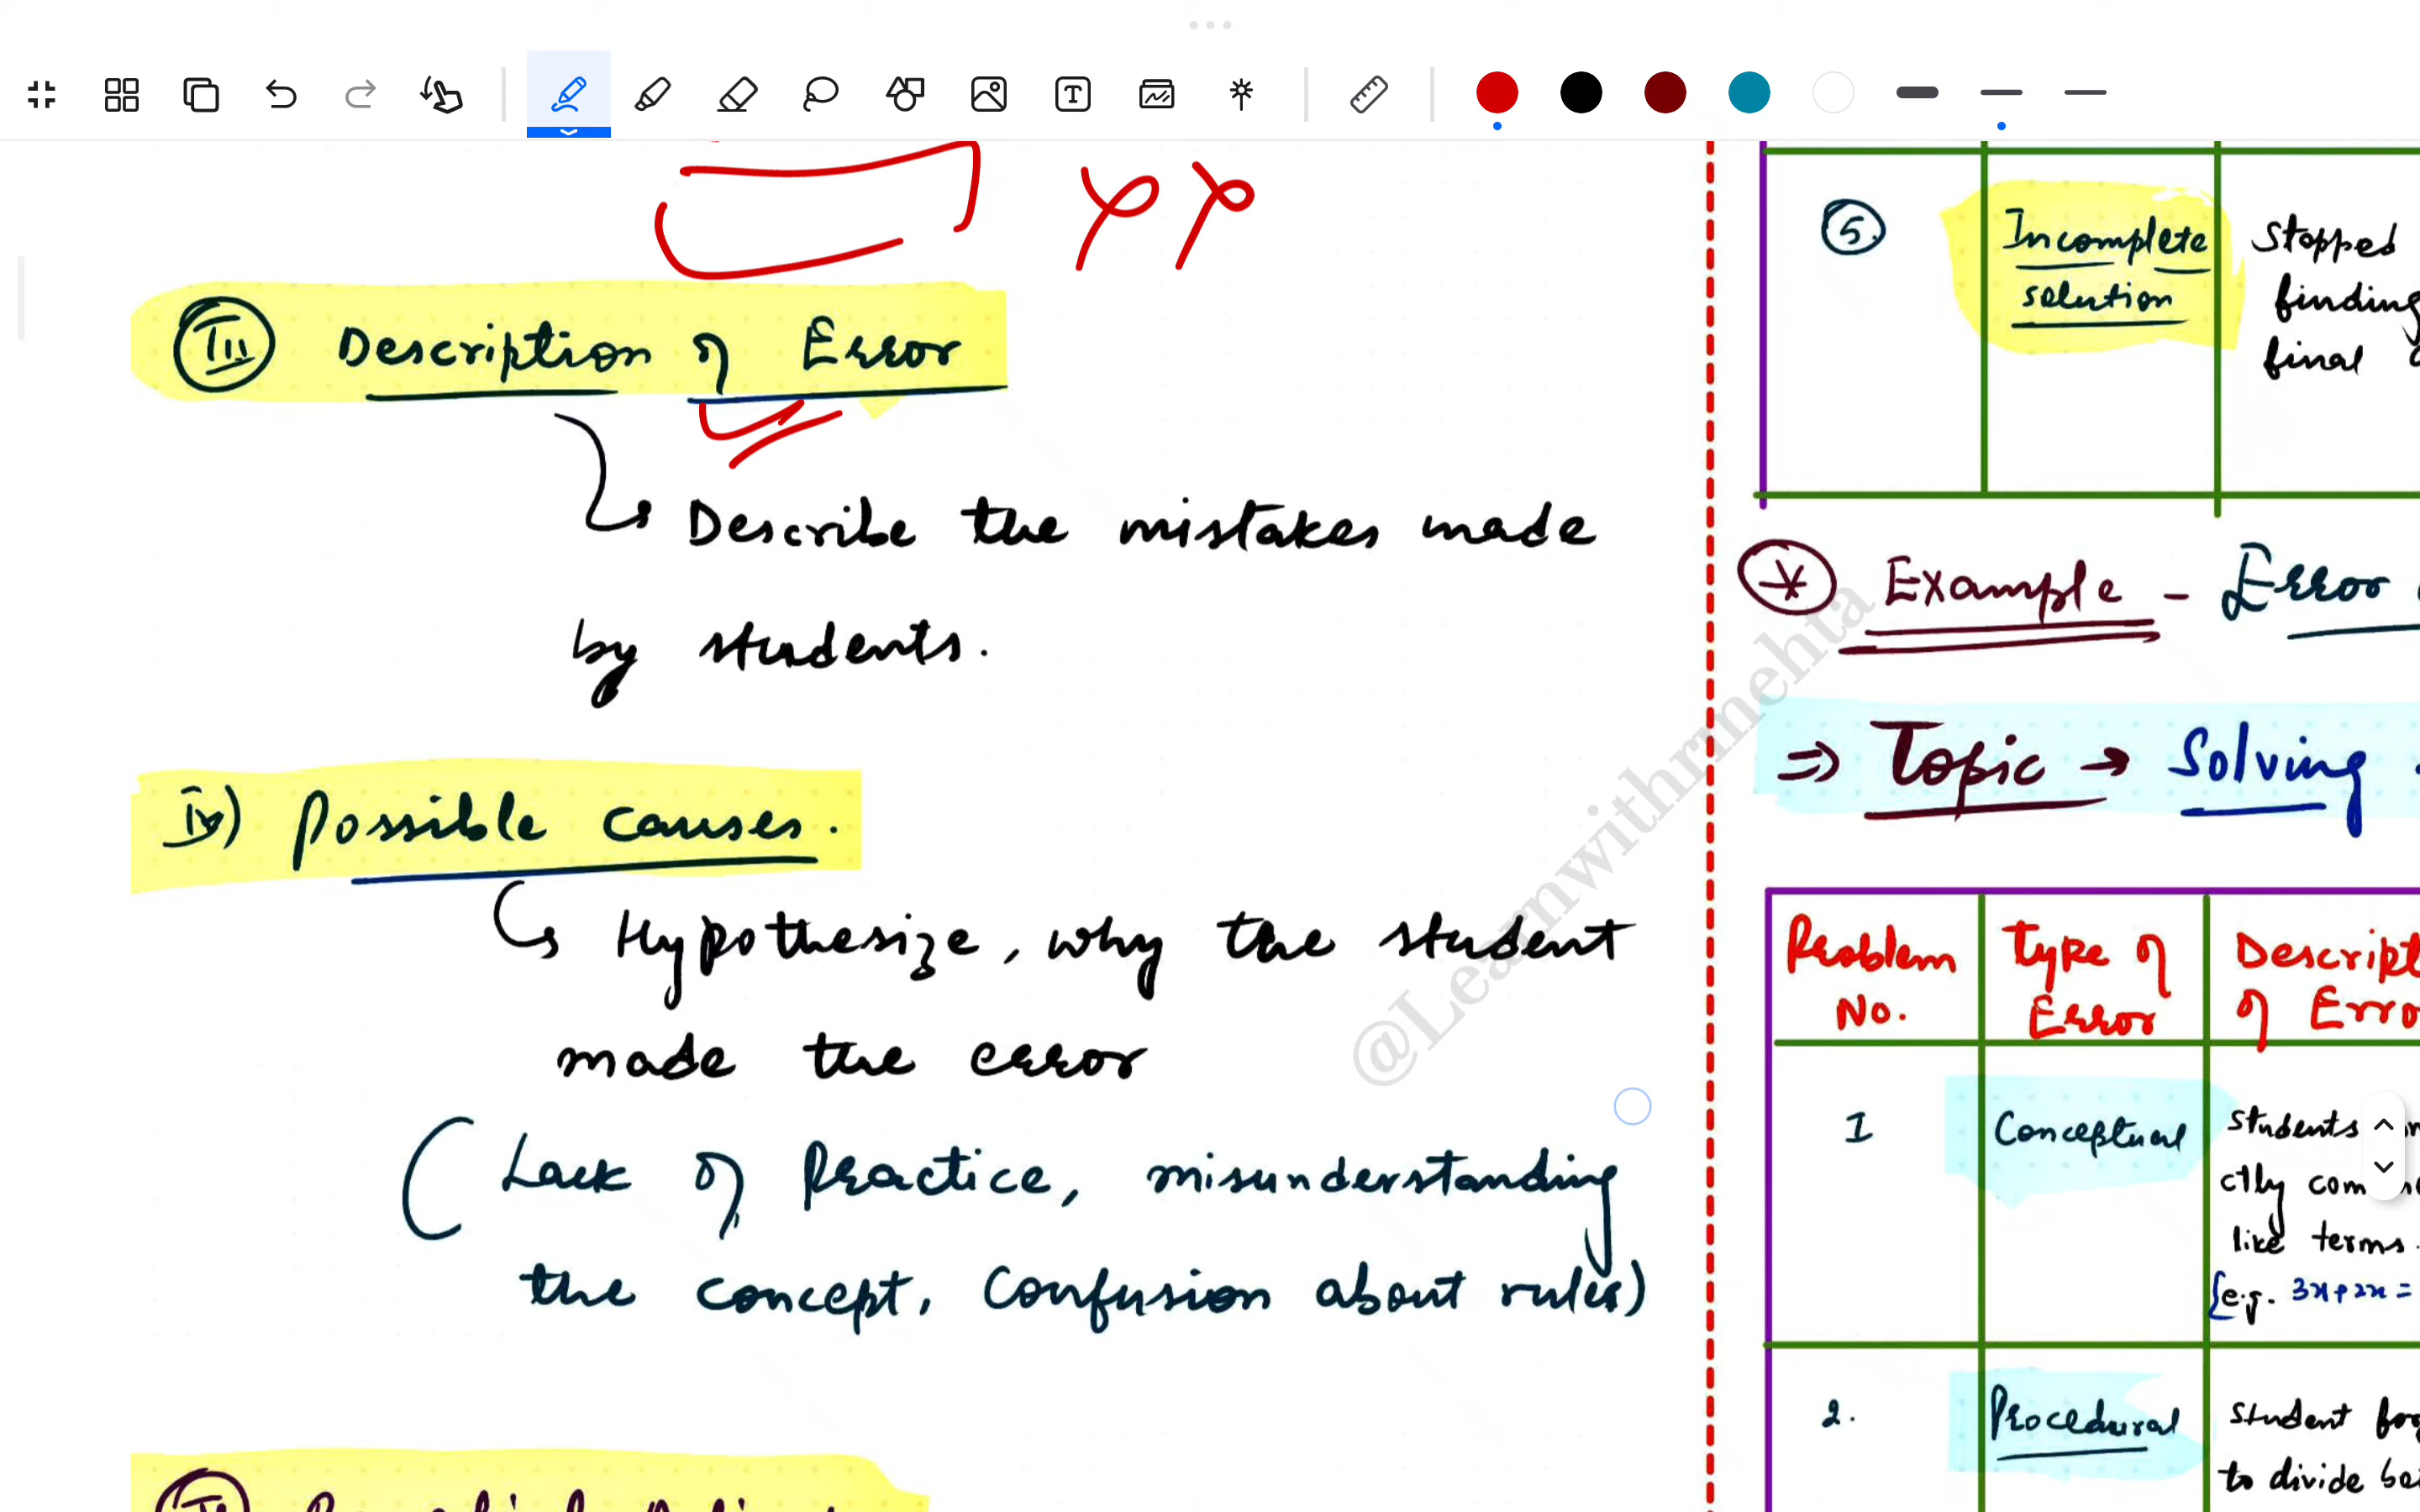 III Description of Error
Describe the mistakes made
by students.
iv) Possible causes.
Hypothesize, why the student
made the error
(Lack of Practice, misunderstanding
the concept, Confusion about rules)
@Learnwithrmehta
5. Incomplete
solution
Stopped
finding
final
* Example - Error
⇒ Topic → Solving
Problem
No.
Type of
Error
Descript
of Erro
1
Conceptual
Students
ctly com
like terms.
[e.g. 3x+2x=
2.
Procedural
Student
to divide